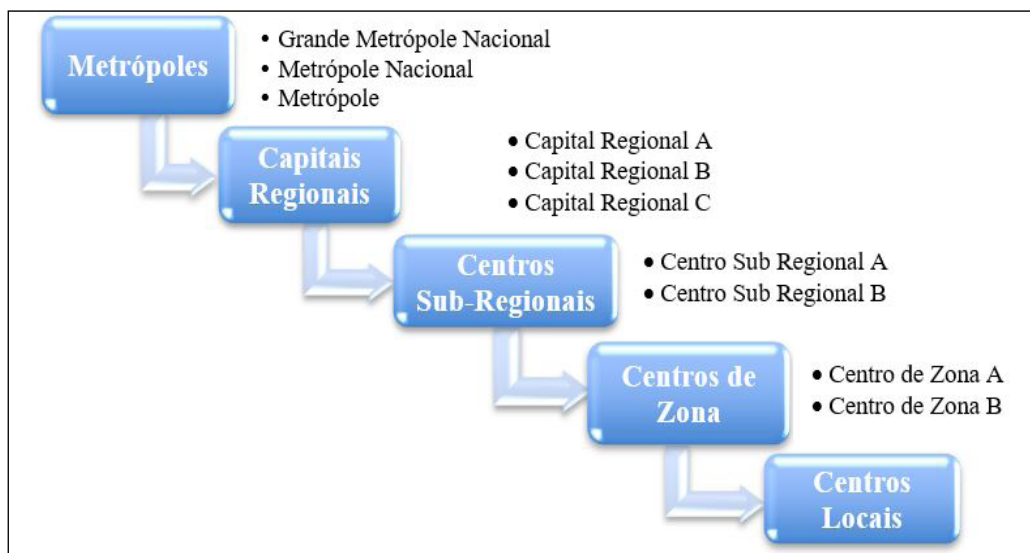 Metrópoles
• Grande Metrópole Nacional
• Metrópole Nacional
• Metrópole
Capitais
Regionais
• Capital Regional A
• Capital Regional B
• Capital Regional C
Centros
Sub-Regionais
• Centro Sub Regional A
• Centro Sub Regional B
Centros de
Zona
• Centro de Zona A
• Centro de Zona B
Centros
Locais